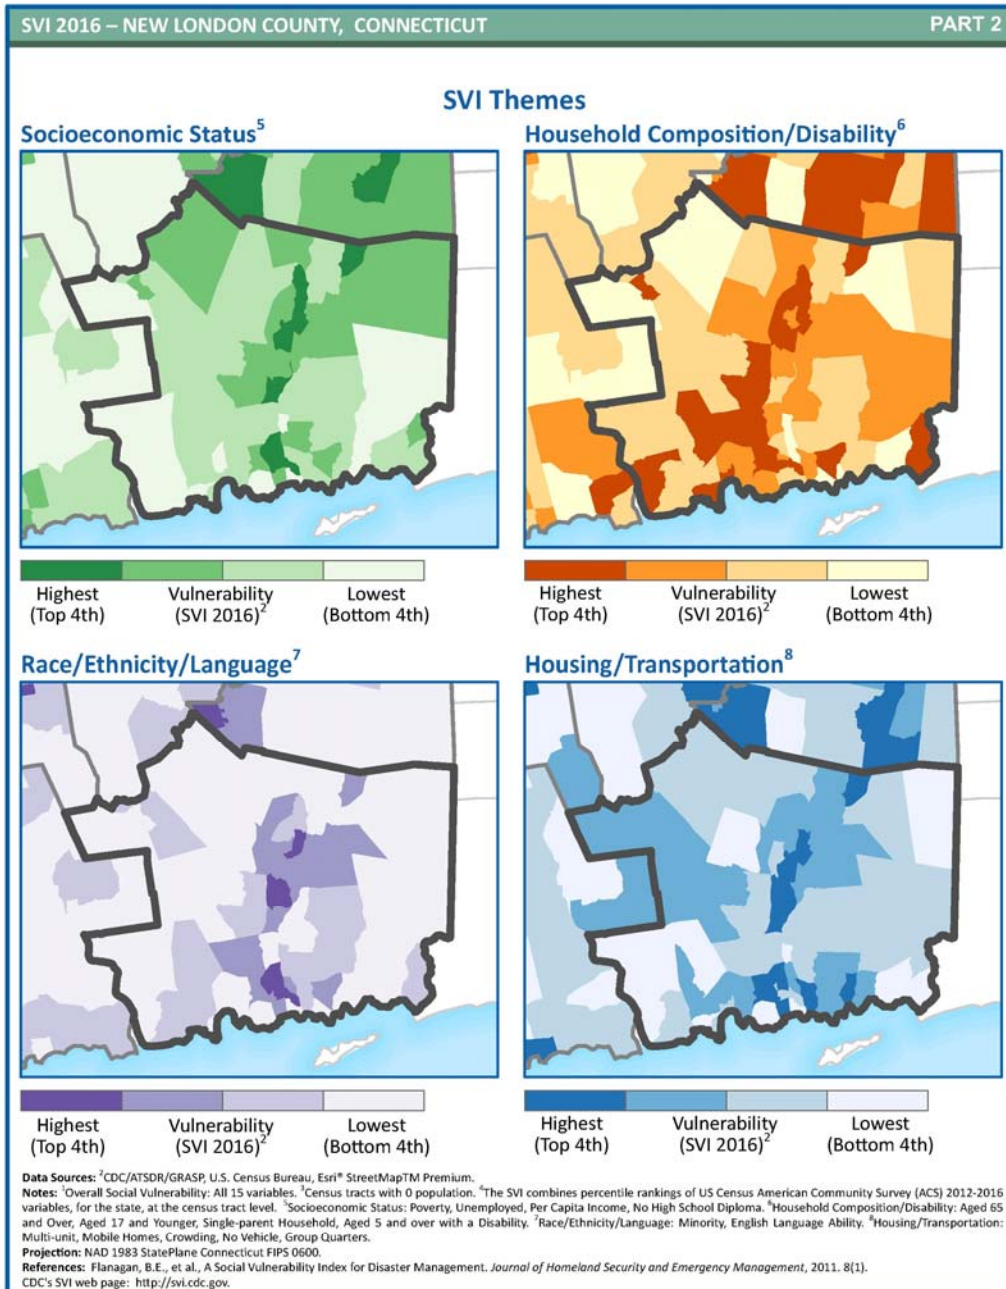 SVI 2016 – NEW LONDON COUNTY, CONNECTICUT
PART 2
SVI Themes
Socioeconomic Status⁵
Household Composition/Disability⁶
Highest
(Top 4th)
Vulnerability
(SVI 2016)²
Lowest
(Bottom 4th)
Highest
(Top 4th)
Vulnerability
(SVI 2016)²
Lowest
(Bottom 4th)
Race/Ethnicity/Language⁷
Housing/Transportation⁸
Highest
(Top 4th)
Vulnerability
(SVI 2016)²
Lowest
(Bottom 4th)
Highest
(Top 4th)
Vulnerability
(SVI 2016)²
Lowest
(Bottom 4th)
Data Sources: ²CDC/ATSDR/GRASP, U.S. Census Bureau, Esri® StreetMapTM Premium.
Notes: ¹Overall Social Vulnerability: All 15 variables. ³Census tracts with 0 population. ⁴The SVI combines percentile rankings of US Census American Community Survey (ACS) 2012-2016
variables, for the state, at the census tract level. ⁵Socioeconomic Status: Poverty, Unemployed, Per Capita Income, No High School Diploma. ⁶Household Composition/Disability: Aged 65
and Over, Aged 17 and Younger, Single-parent Household, Aged 5 and over with a Disability. ⁷Race/Ethnicity/Language: Minority, English Language Ability. ⁸Housing/Transportation:
Multi-unit, Mobile Homes, Crowding, No Vehicle, Group Quarters.
Projection: NAD 1983 StatePlane Connecticut FIPS 0600.
References: Flanagan, B.E., et al., A Social Vulnerability Index for Disaster Management. Journal of Homeland Security and Emergency Management, 2011. 8(1).
CDC's SVI web page: http://svi.cdc.gov.